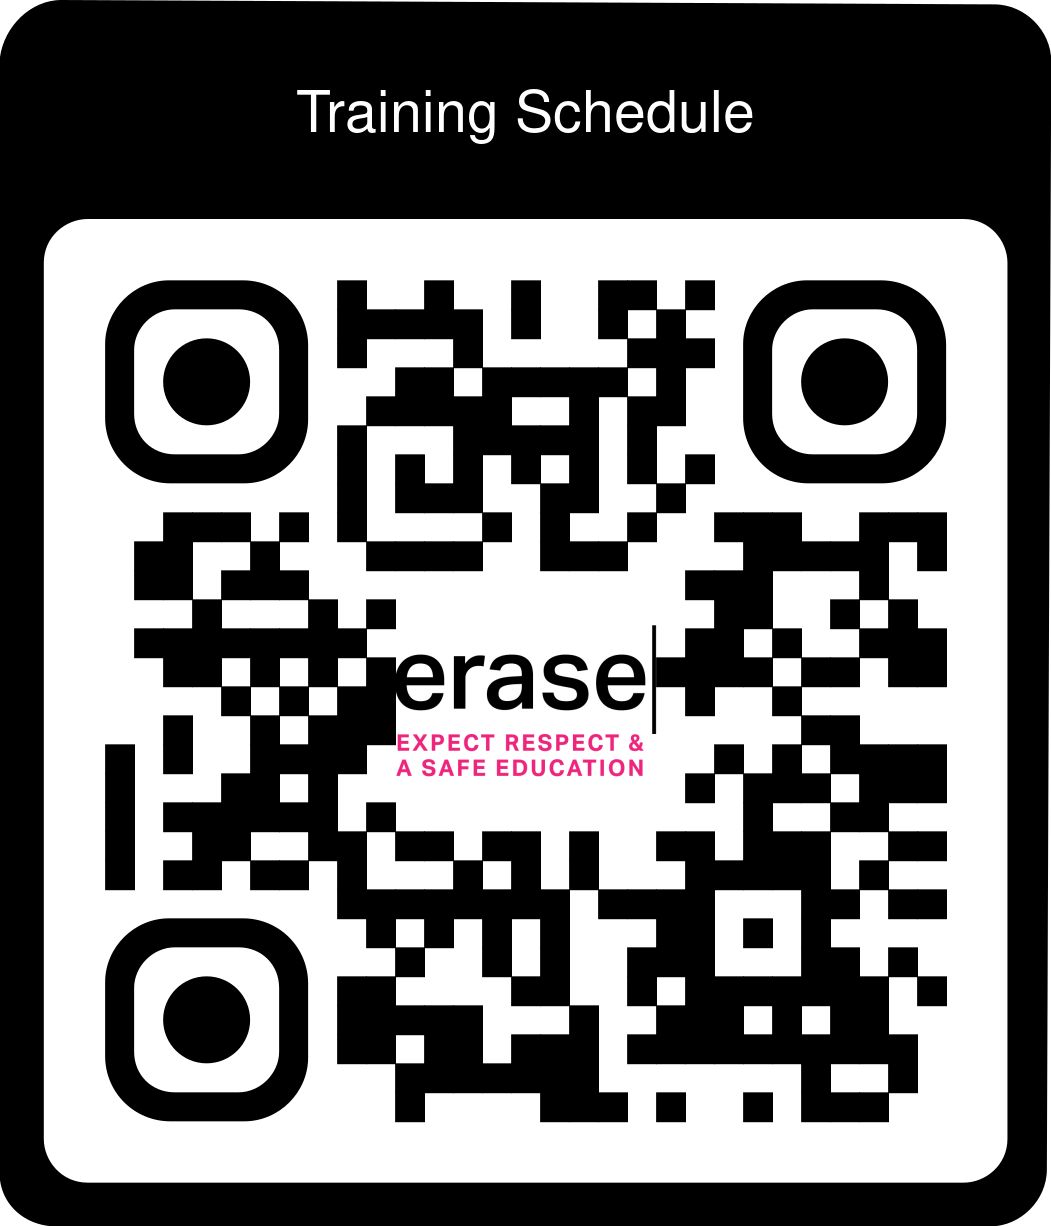 Training Schedule
erase
EXPECT RESPECT &
A SAFE EDUCATION